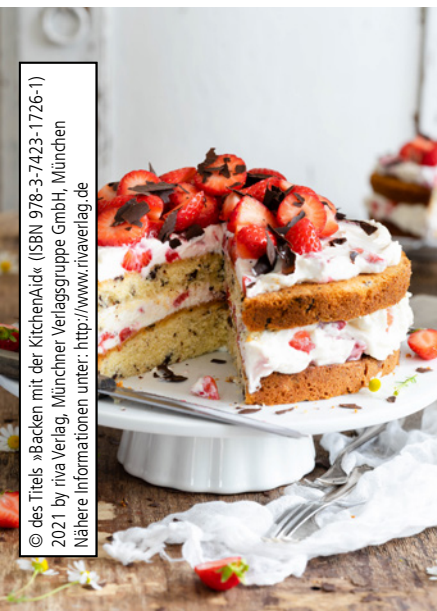 © des Titels »Backen mit der KitchenAid« (ISBN 978-3-7423-1726-1)
2021 by riva Verlag, Münchner Verlagsgruppe GmbH, München
Nähere Informationen unter: http://www.rivaverlag.de